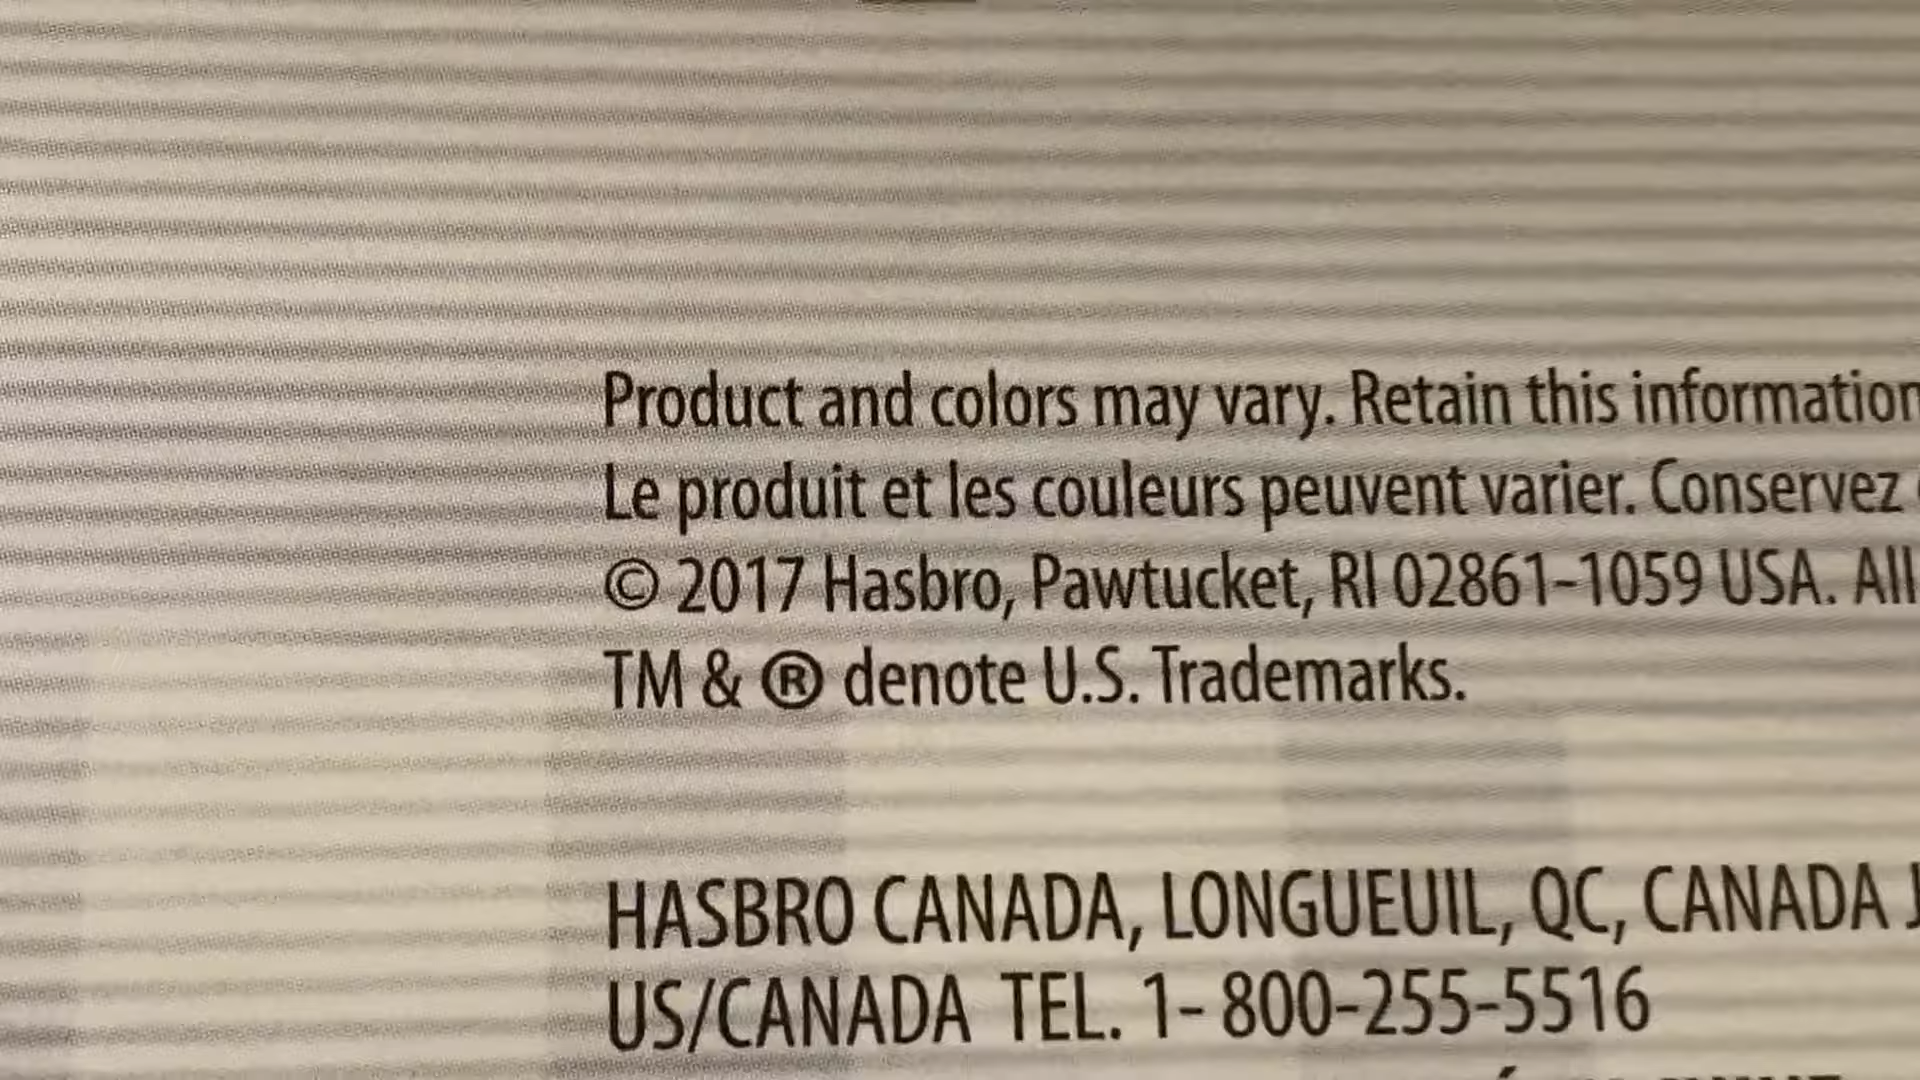 Product and colors may vary. Retain this information
Le produit et les couleurs peuvent varier. Conservez
© 2017 Hasbro, Pawtucket, RI 02861-1059 USA. All
TM & ® denote U.S. Trademarks.
HASBRO CANADA, LONGUEUIL, QC, CANADA J
US/CANADA TEL. 1- 800-255-5516